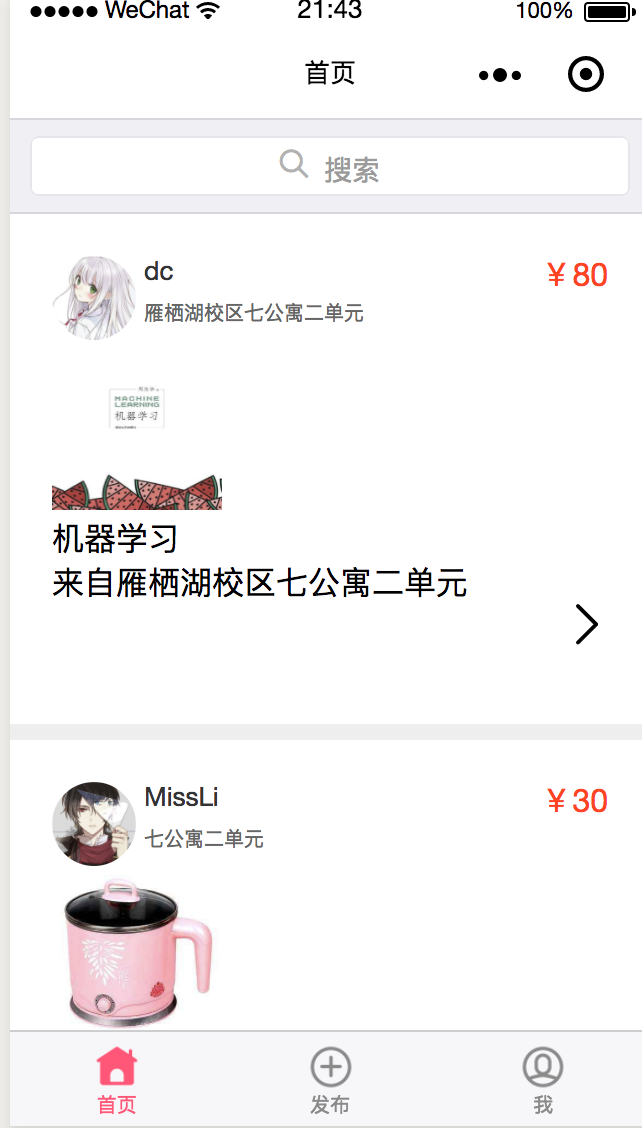 WeChat 21:43 100%
首页
搜索
dc
¥80
雁栖湖校区七公寓二单元
MACHINE
LEARNING
机器学习
机器学习
来自雁栖湖校区七公寓二单元
MissLi
¥30
七公寓二单元
首页 发布 我